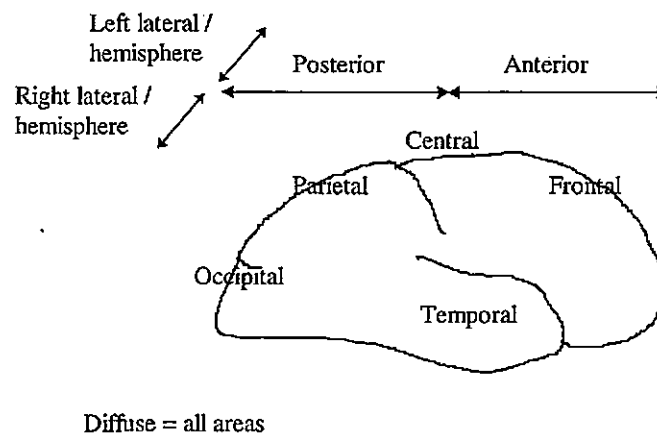 Left lateral /
hemisphere
Posterior
Anterior
Right lateral /
hemisphere
Central
Parietal
Frontal
Occipital
Temporal
Diffuse = all areas